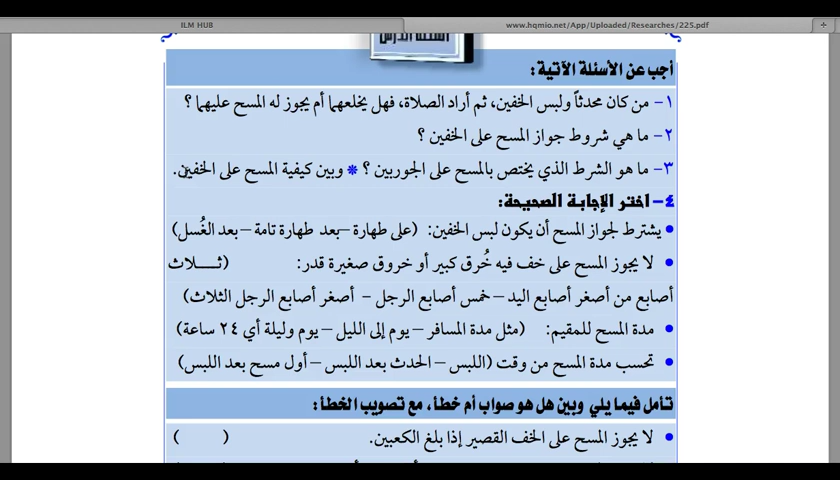 ILM HUB
www.hqmio.net/App/Uploaded/Researches/225.pdf
+
أسئلة الدرس
أجب عن الأسئلة الآتية:
١- من كان محدثاً ولبس الخفين، ثم أراد الصلاة، فهل يخلعهما أم يجوز له المسح عليهما ؟
٢- ما هي شروط جواز المسح على الخفين ؟
٣- ما هو الشرط الذي يختص بالمسح على الجوربين ؟ * وبين كيفية المسح على الخفين.
٤- اختر الإجابة الصحيحة:
● يشترط لجواز المسح أن يكون لبس الخفين: (على طهارة –بعد طهارة تامة –بعد الغُسل)
● لا يجوز المسح على خف فيه خُرق كبير أو خروق صغيرة قدر: (ثـــلاث
أصابع من أصغر أصابع اليد – خمس أصابع الرجل - أصغر أصابع الرجل الثلاث)
● مدة المسح للمقيم: (مثل مدة المسافر – يوم إلى الليل – يوم وليلة أي ٢٤ ساعة)
● تحسب مدة المسح من وقت (اللبس – الحدث بعد اللبس – أول مسح بعد اللبس)
تأمل فيما يلي وبين هل هو صواب أم خطأ، مع تصويب الخطأ:
● لا يجوز المسح على الخف القصير إذا بلغ الكعبين. ( )